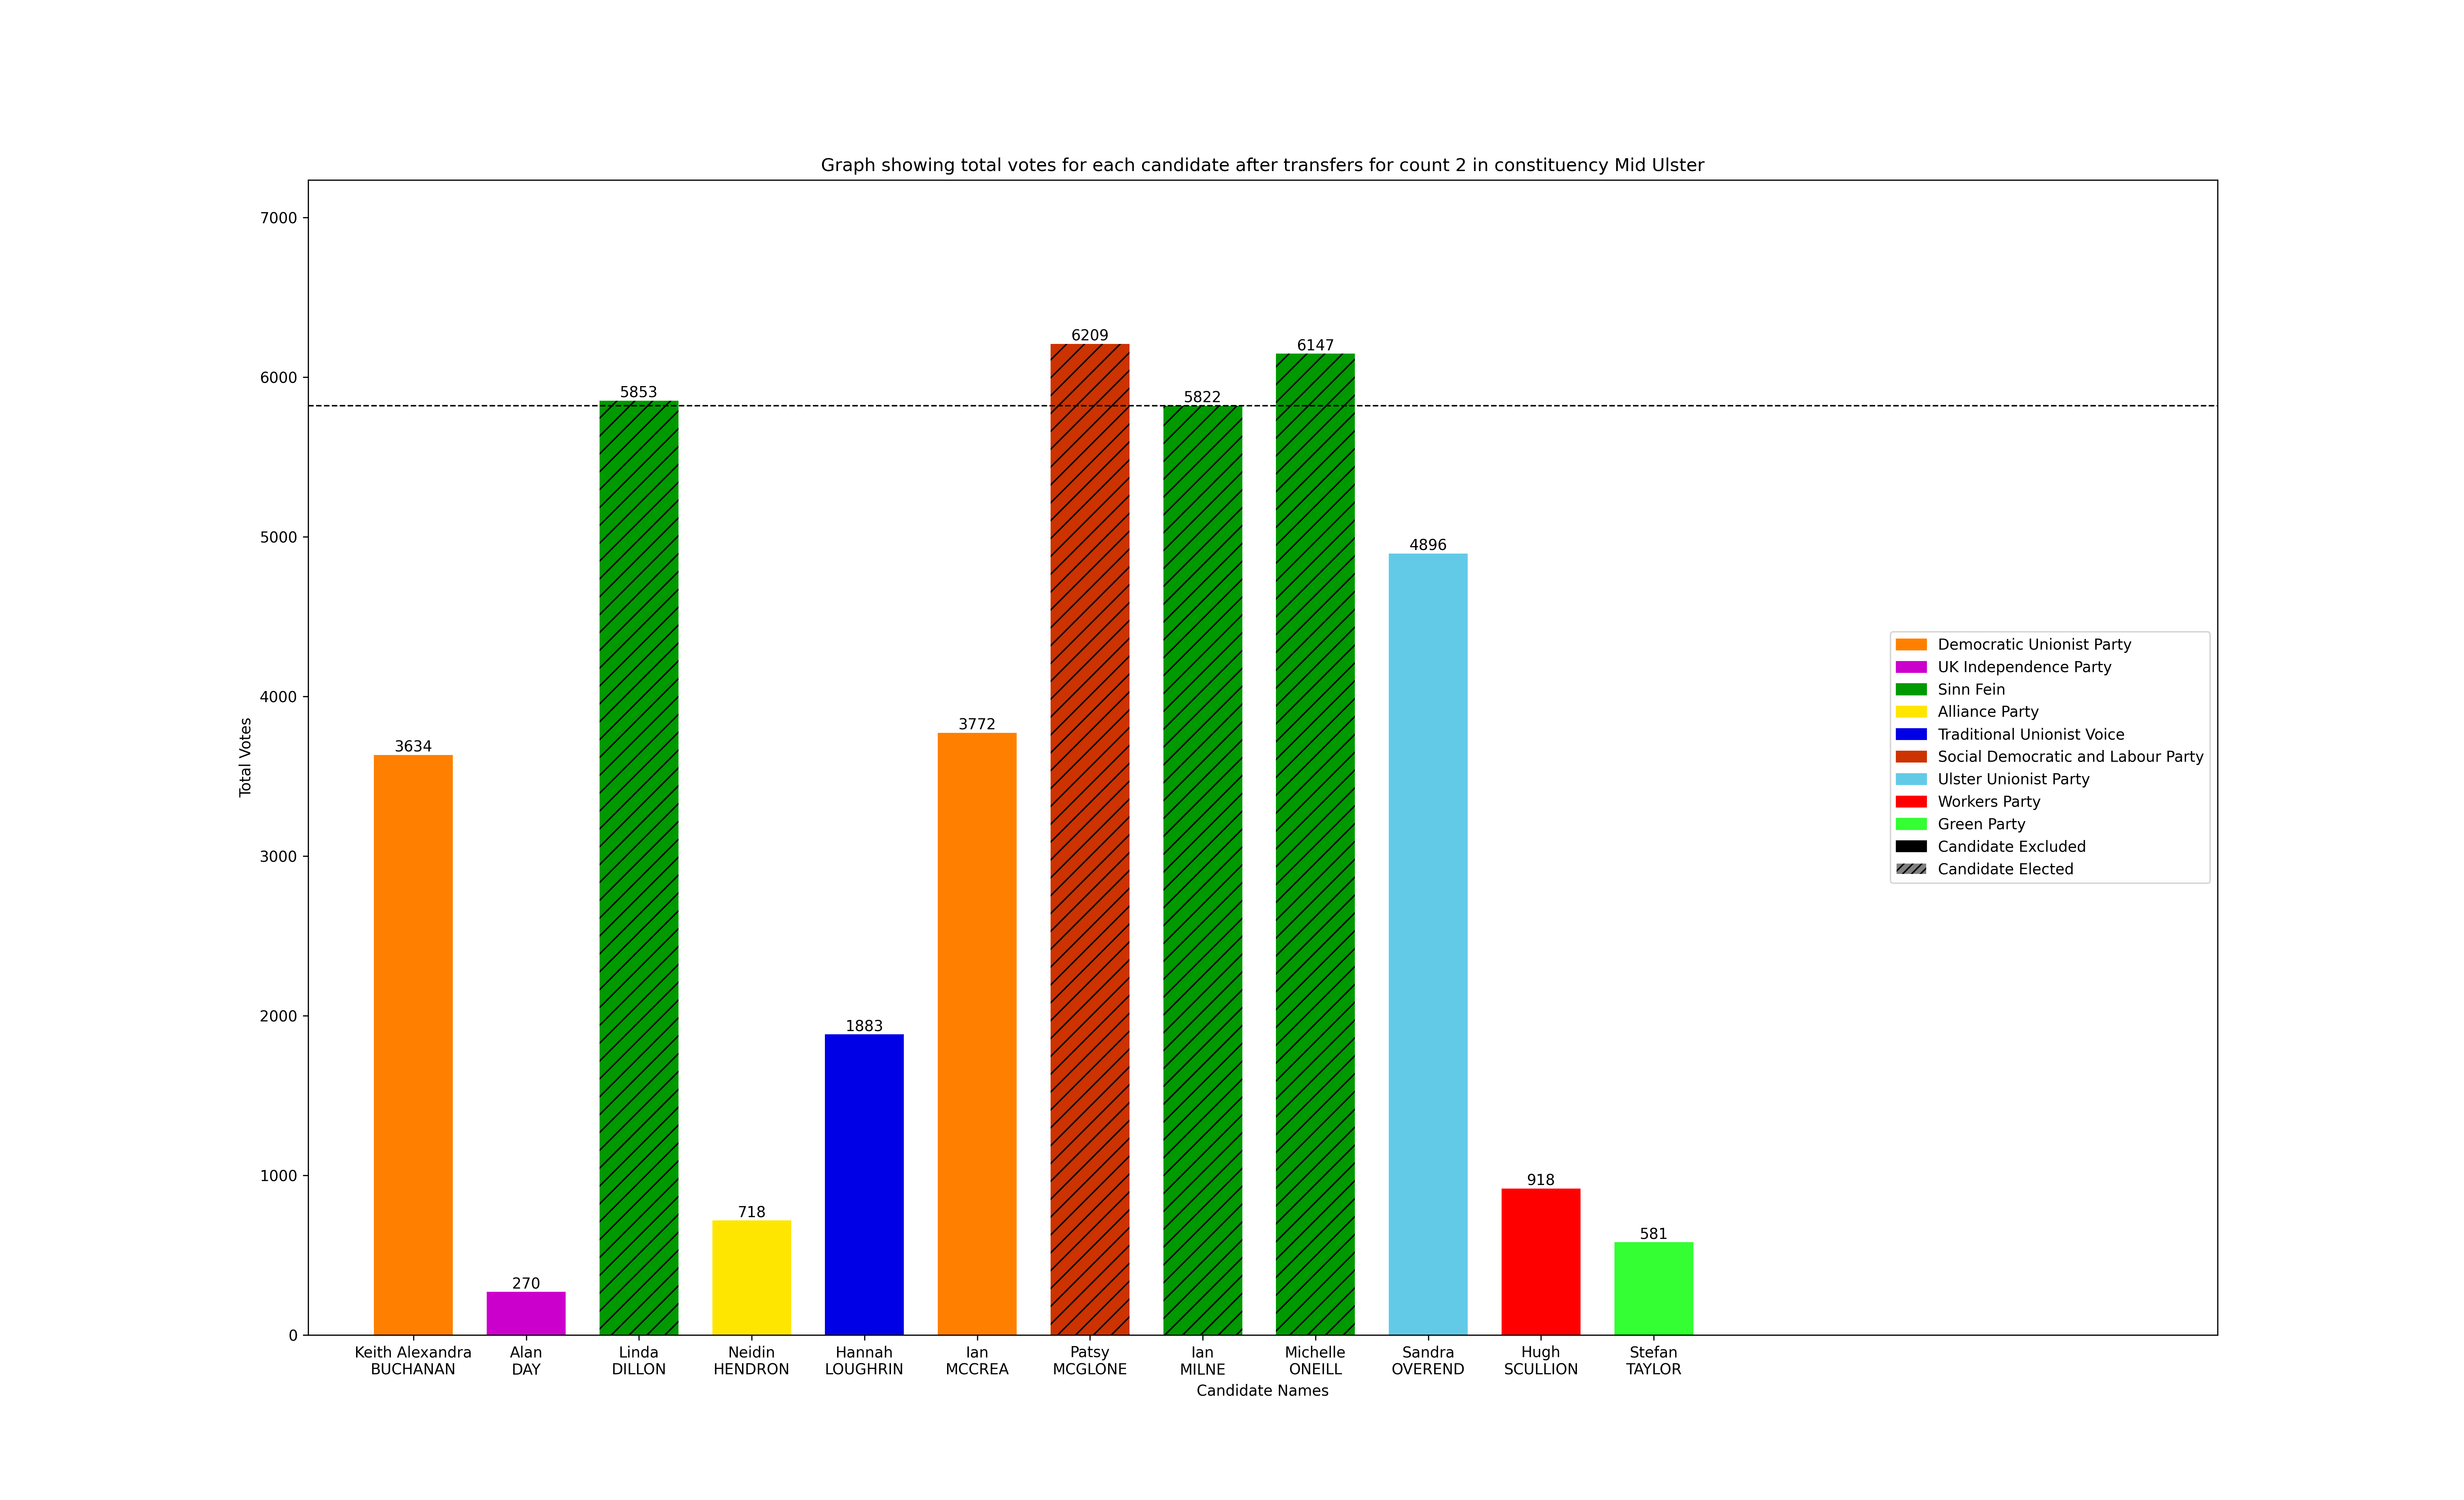 Graph showing total votes for each candidate after transfers for count 2 in constituency Mid Ulster
Total Votes
7000
6000
5000
4000
3000
2000
1000
0
3634
270
5853
718
1883
3772
6209
5822
6147
4896
918
581
Keith Alexandra
BUCHANAN
Alan
DAY
Linda
DILLON
Neidin
HENDRON
Hannah
LOUGHRIN
Ian
MCCREA
Patsy
MCGLONE
Ian
MILNE
Michelle
ONEILL
Sandra
OVEREND
Hugh
SCULLION
Stefan
TAYLOR
Candidate Names
Democratic Unionist Party
UK Independence Party
Sinn Fein
Alliance Party
Traditional Unionist Voice
Social Democratic and Labour Party
Ulster Unionist Party
Workers Party
Green Party
Candidate Excluded
Candidate Elected